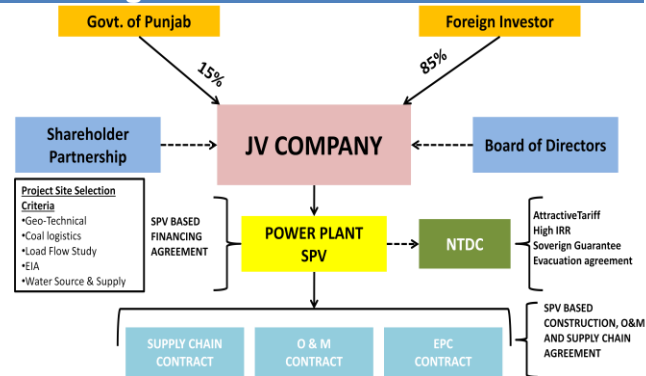 Govt. of Punjab
Foreign Investor
15%
85%
Shareholder
Partnership
JV COMPANY
Board of Directors
Project Site Selection
Criteria
•Geo-Technical
•Coal logistics
•Load Flow Study
•EIA
•Water Source & Supply
SPV BASED
FINANCING
AGREEMENT
POWER PLANT
SPV
NTDC
AttractiveTariff
High IRR
Soverign Guarantee
Evacuation agreement
SUPPLY CHAIN
CONTRACT
O & M
CONTRACT
EPC
CONTRACT
SPV BASED
CONSTRUCTION, O&M
AND SUPPLY CHAIN
AGREEMENT